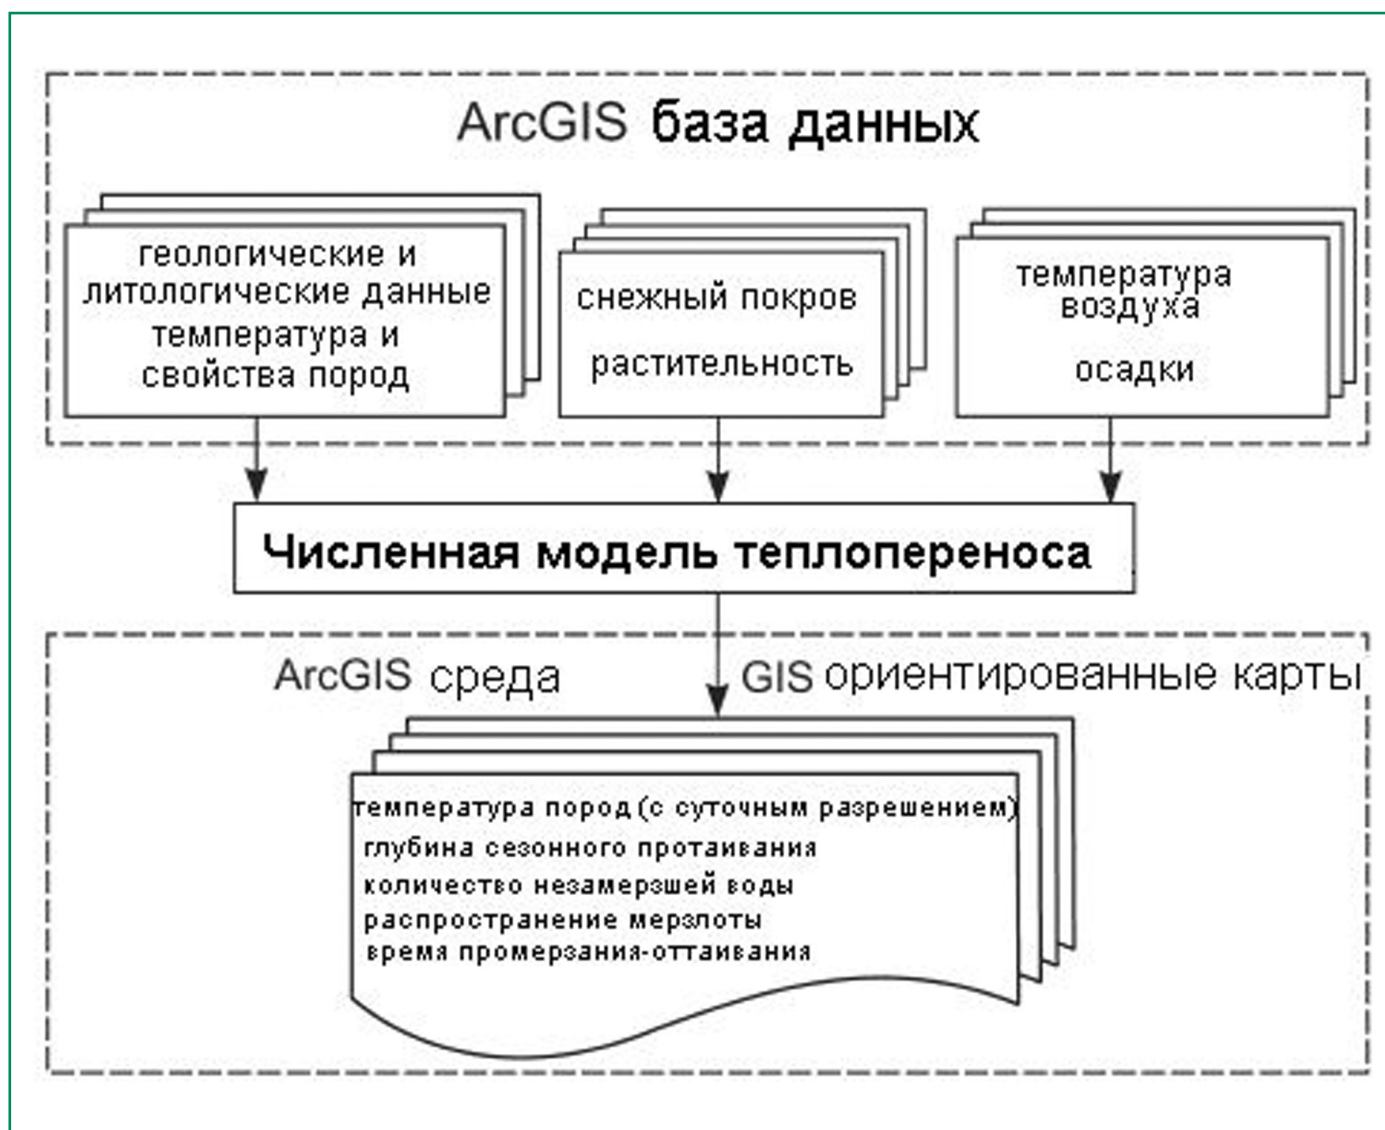 ArcGIS база данных
геологические и
литологические данные
температура и
свойства пород
снежный покров
растительность
температура
воздуха
осадки
Численная модель теплопереноса
ArcGIS среда
GIS ориентированные карты
температура пород (с суточным разрешением)
глубина сезонного протаивания
количество незамерзшей воды
распространение мерзлоты
время промерзания-оттаивания